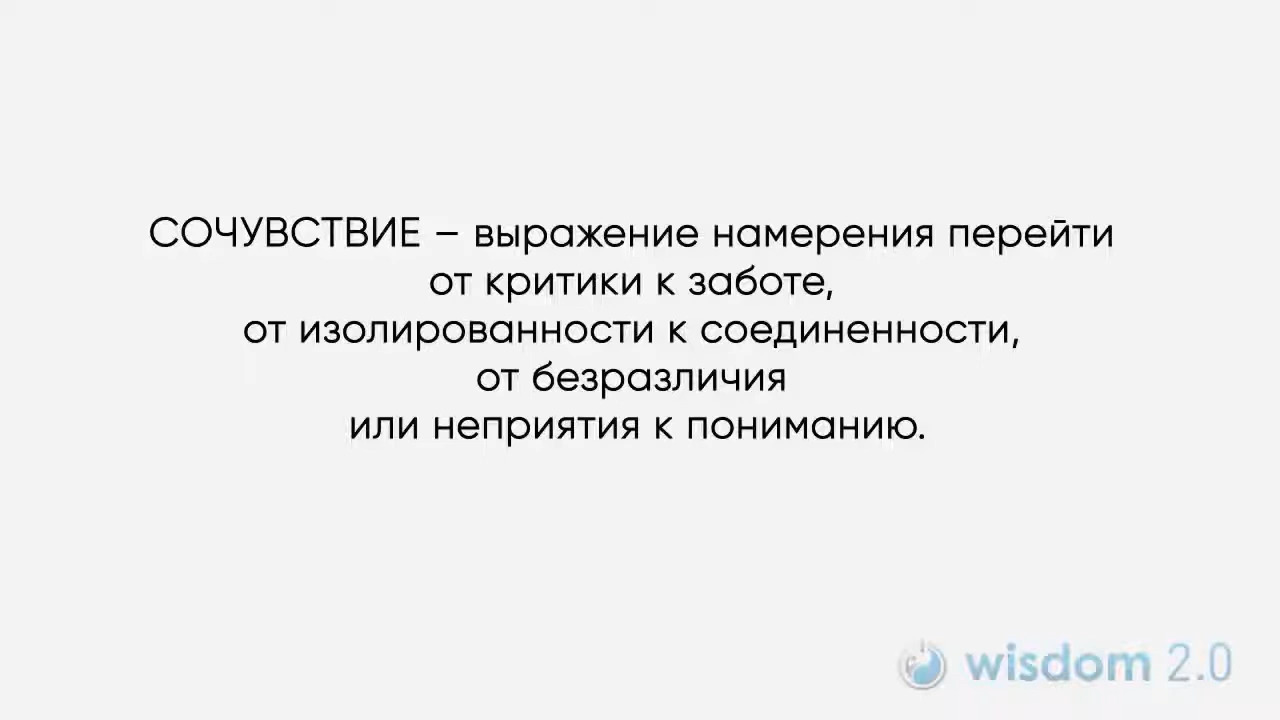 СОЧУВСТВИЕ – выражение намерения перейти
от критики к заботе,
от изолированности к соединенности,
от безразличия
или неприятия к пониманию.
wisdom 2.0